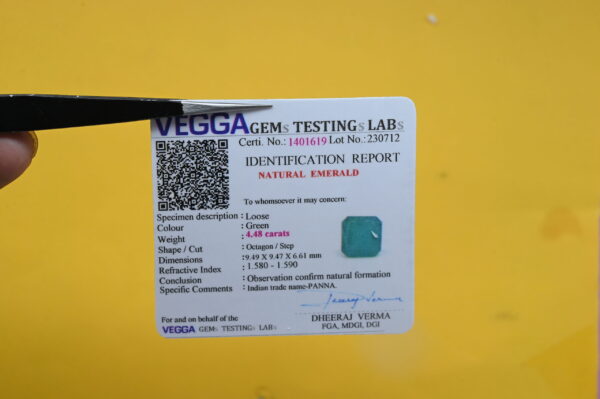 VEGGA GEMs TESTINGs LABs
Certi. No.: 1401619 Lot No.: 230712
IDENTIFICATION REPORT
NATURAL EMERALD
To whomsoever it may concern:
Specimen description : Loose
Colour : Green
Weight : 4.48 carats
Shape / Cut : Octagon / Step
Dimensions : 9.49 X 9.47 X 6.61 mm
Refractive Index : 1.580 - 1.590
Conclusion : Observation confirm natural formation
Specific Comments : Indian trade name-PANNA.
Dheeraj Verma
For and on behalf of the
VEGGA GEMs TESTINGs LABs
DHEERAJ VERMA
FGA, MDGI, DGI